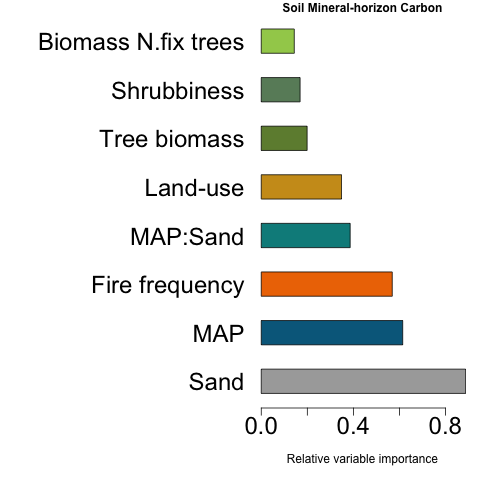 Soil Mineral-horizon Carbon
Biomass N.fix trees
Shrubbiness
Tree biomass
Land-use
MAP:Sand
Fire frequency
MAP
Sand
0.0 0.4 0.8
Relative variable importance